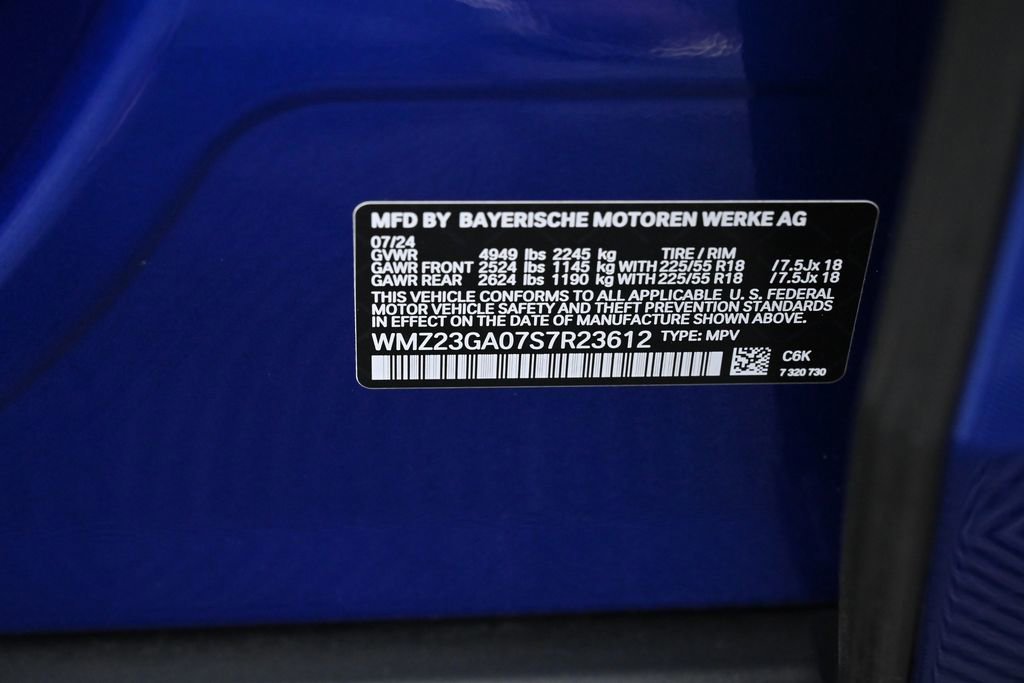 MFD BY BAYERISCHE MOTOREN WERKE AG
07/24
GVWR 4949 lbs 2245 kg TIRE / RIM
GAWR FRONT 2524 lbs 1145 kg WITH 225/55 R18 /7.5Jx 18
GAWR REAR 2624 lbs 1190 kg WITH 225/55 R18 /7.5Jx 18
THIS VEHICLE CONFORMS TO ALL APPLICABLE U. S. FEDERAL
MOTOR VEHICLE SAFETY AND THEFT PREVENTION STANDARDS
IN EFFECT ON THE DATE OF MANUFACTURE SHOWN ABOVE.
WMZ23GA07S7R23612 TYPE: MPV
C6K
7 320 730